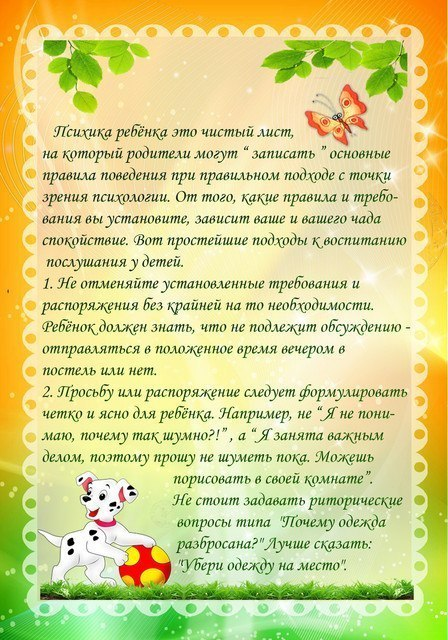 Психика ребёнка это чистый лист,
на который родители могут “ записать ” основные
правила поведения при правильном подходе с точки
зрения психологии. От того, какие правила и требо-
вания вы установите, зависит ваше и вашего чада
спокойствие. Вот простейшие подходы к воспитанию
послушания у детей.
1. Не отменяйте установленные требования и
распоряжения без крайней на то необходимости.
Ребёнок должен знать, что не подлежит обсуждению -
отправляться в положенное время вечером в
постель или нет.
2. Просьбу или распоряжение следует формулировать
четко и ясно для ребёнка. Например, не “ Я не пони-
маю, почему так шумно?!” , а “ Я занята важным
делом, поэтому прошу не шуметь пока. Можешь
порисовать в своей комнате”.
Не стоит задавать риторические
вопросы типа "Почему одежда
разбросана?" Лучше сказать:
"Убери одежду на место".